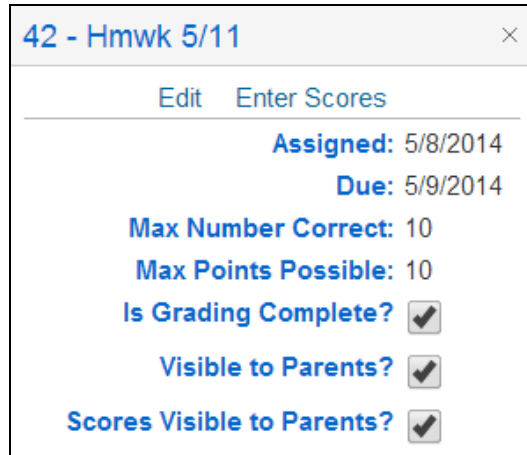 42 - Hmwk 5/11 ×
Edit Enter Scores
Assigned: 5/8/2014
Due: 5/9/2014
Max Number Correct: 10
Max Points Possible: 10
Is Grading Complete?
Visible to Parents?
Scores Visible to Parents?